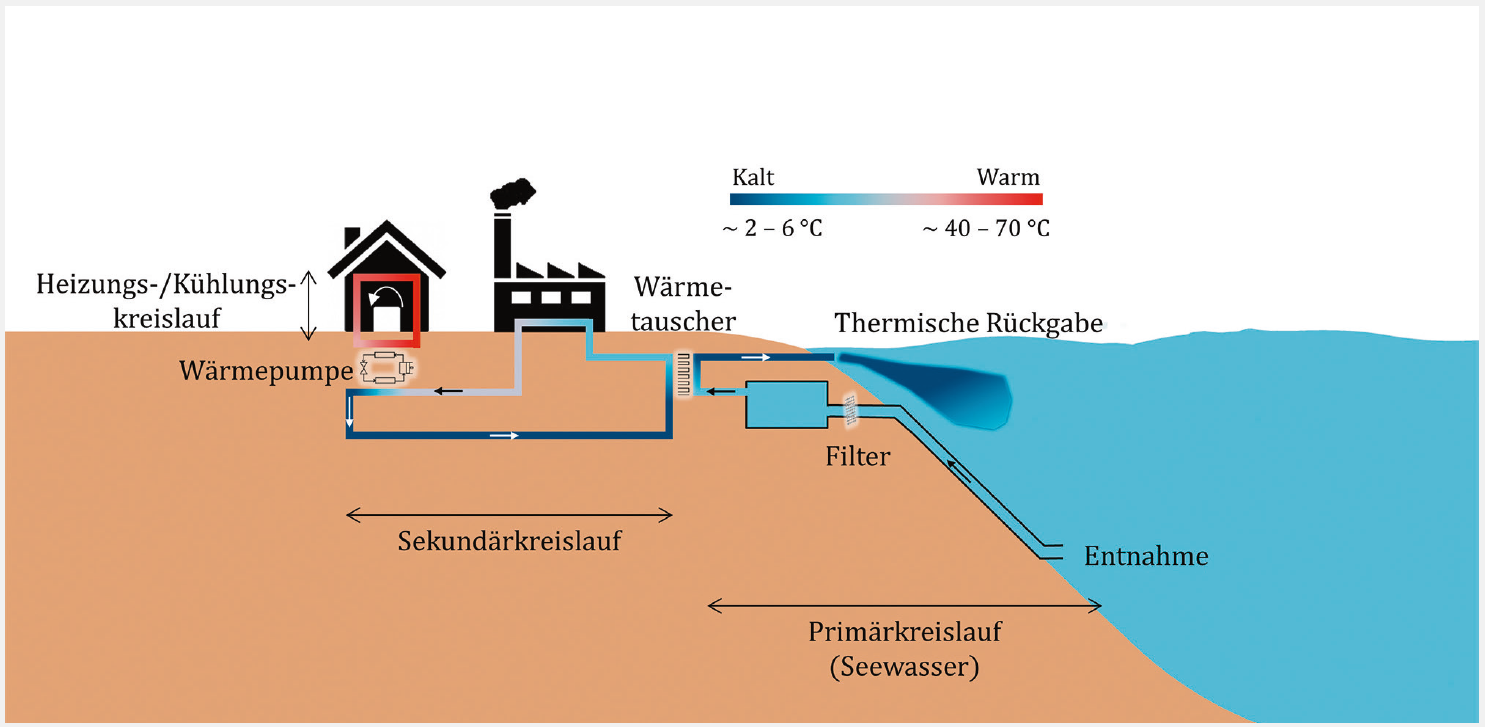 Kalt
Warm
~ 2 – 6 °C
~ 40 – 70 °C
Heizungs-/Kühlungs-
kreislauf
Wärme-
tauscher
Thermische Rückgabe
Wärmepumpe
Filter
Sekundärkreislauf
Entnahme
Primärkreislauf
(Seewasser)